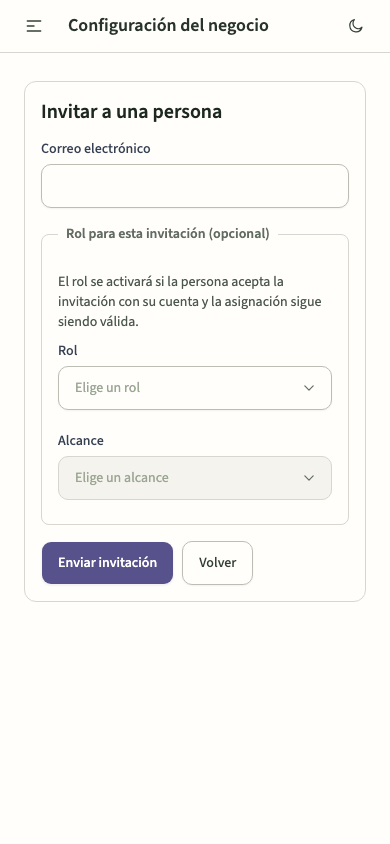 Configuración del negocio
Invitar a una persona
Correo electrónico
Rol para esta invitación (opcional)
El rol se activará si la persona acepta la
invitación con su cuenta y la asignación sigue
siendo válida.
Rol
Elige un rol
Alcance
Elige un alcance
Enviar invitación
Volver